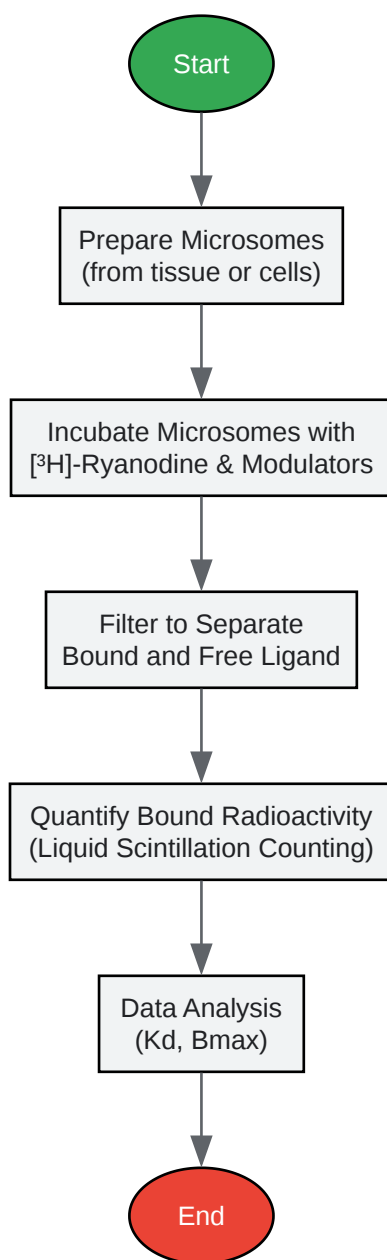 Start
Prepare Microsomes
(from tissue or cells)
Incubate Microsomes with
[³H]-Ryanodine & Modulators
Filter to Separate
Bound and Free Ligand
Quantify Bound Radioactivity
(Liquid Scintillation Counting)
Data Analysis
(Kd, Bmax)
End